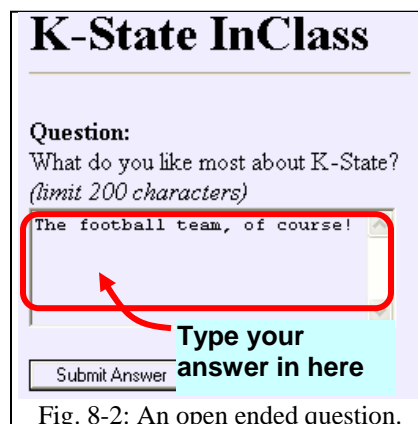 K-State InClass
Question:
What do you like most about K-State?
(limit 200 characters)
The football team, of course!
Type your
answer in here
Submit Answer
Fig. 8-2: An open ended question.